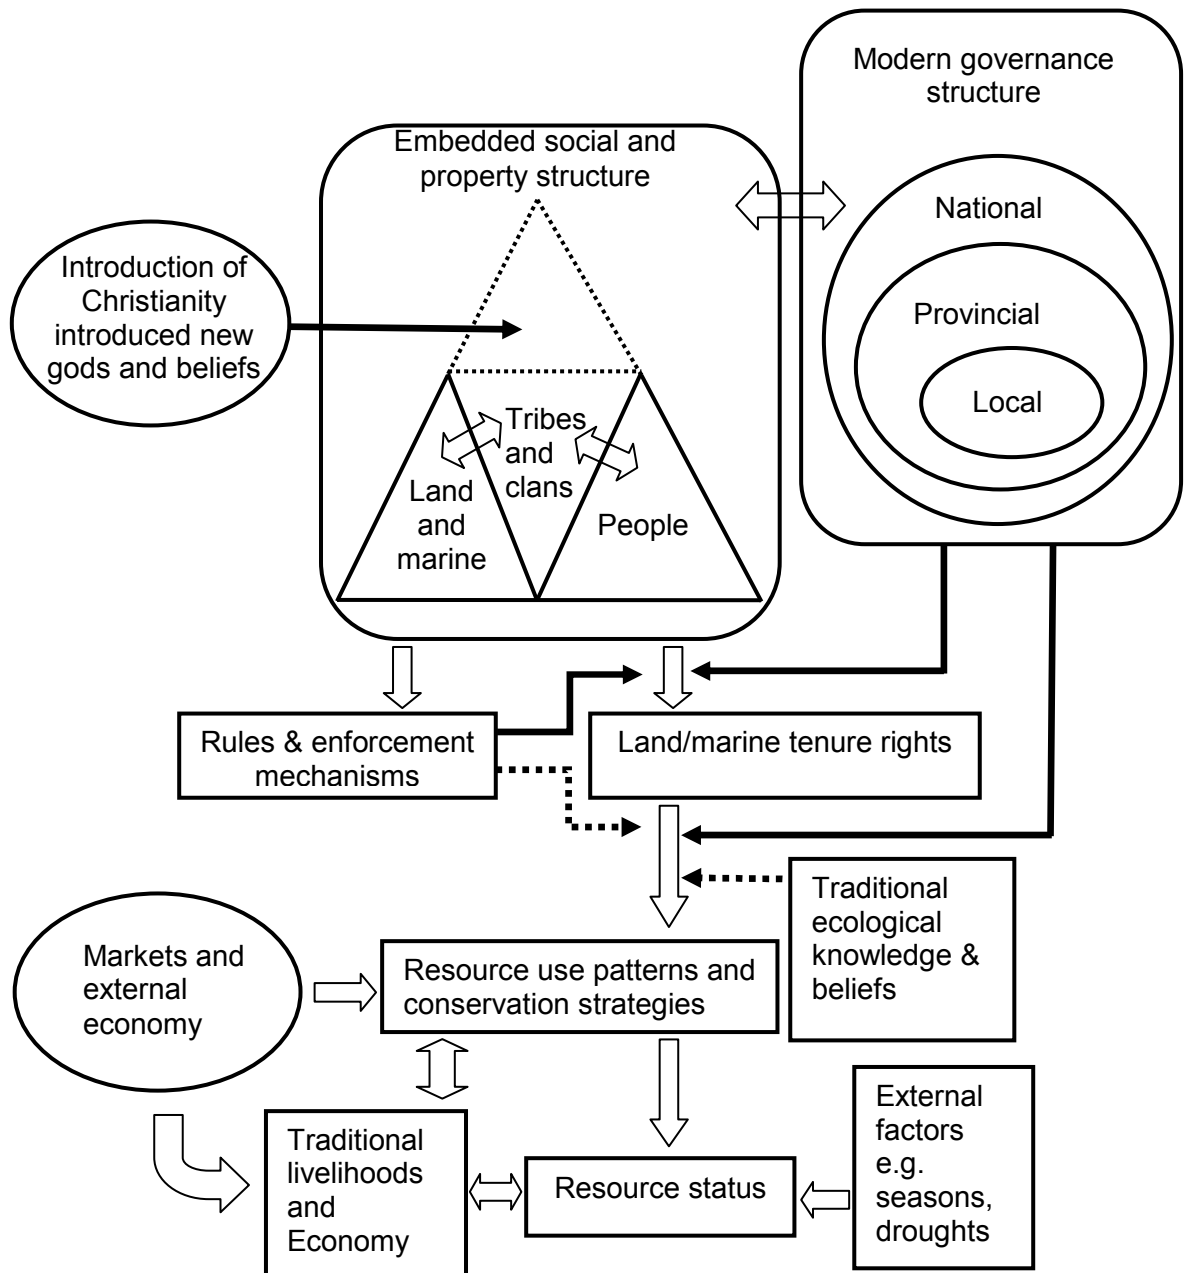 Modern governance
structure
Embedded social and
property structure
National
Provincial
Local
Introduction of
Christianity
introduced new
gods and beliefs
Tribes
and
clans
Land
and
marine
People
Rules & enforcement
mechanisms
Land/marine tenure rights
Traditional
ecological
knowledge &
beliefs
Markets and
external
economy
Resource use patterns and
conservation strategies
External
factors
e.g.
seasons,
droughts
Traditional
livelihoods
and
Economy
Resource status